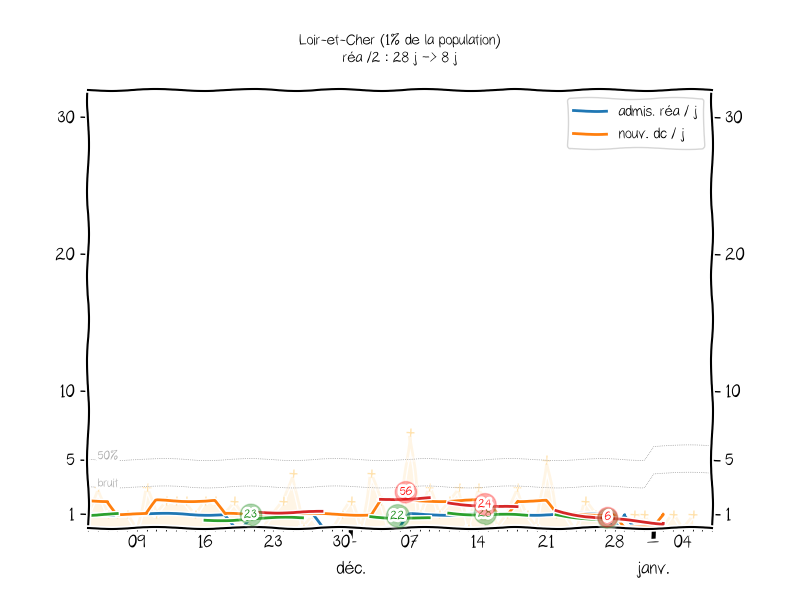 Loir-et-Cher (1% de la population)
réa /2 : 28 j -> 8 j
admis. réa / j
nouv. dc / j
30
30
20
20
10
10
5
5
1
1
50%
bruit
56
24
23
22
6
09 16 23 30 07 14 21 28 04
déc. janv.